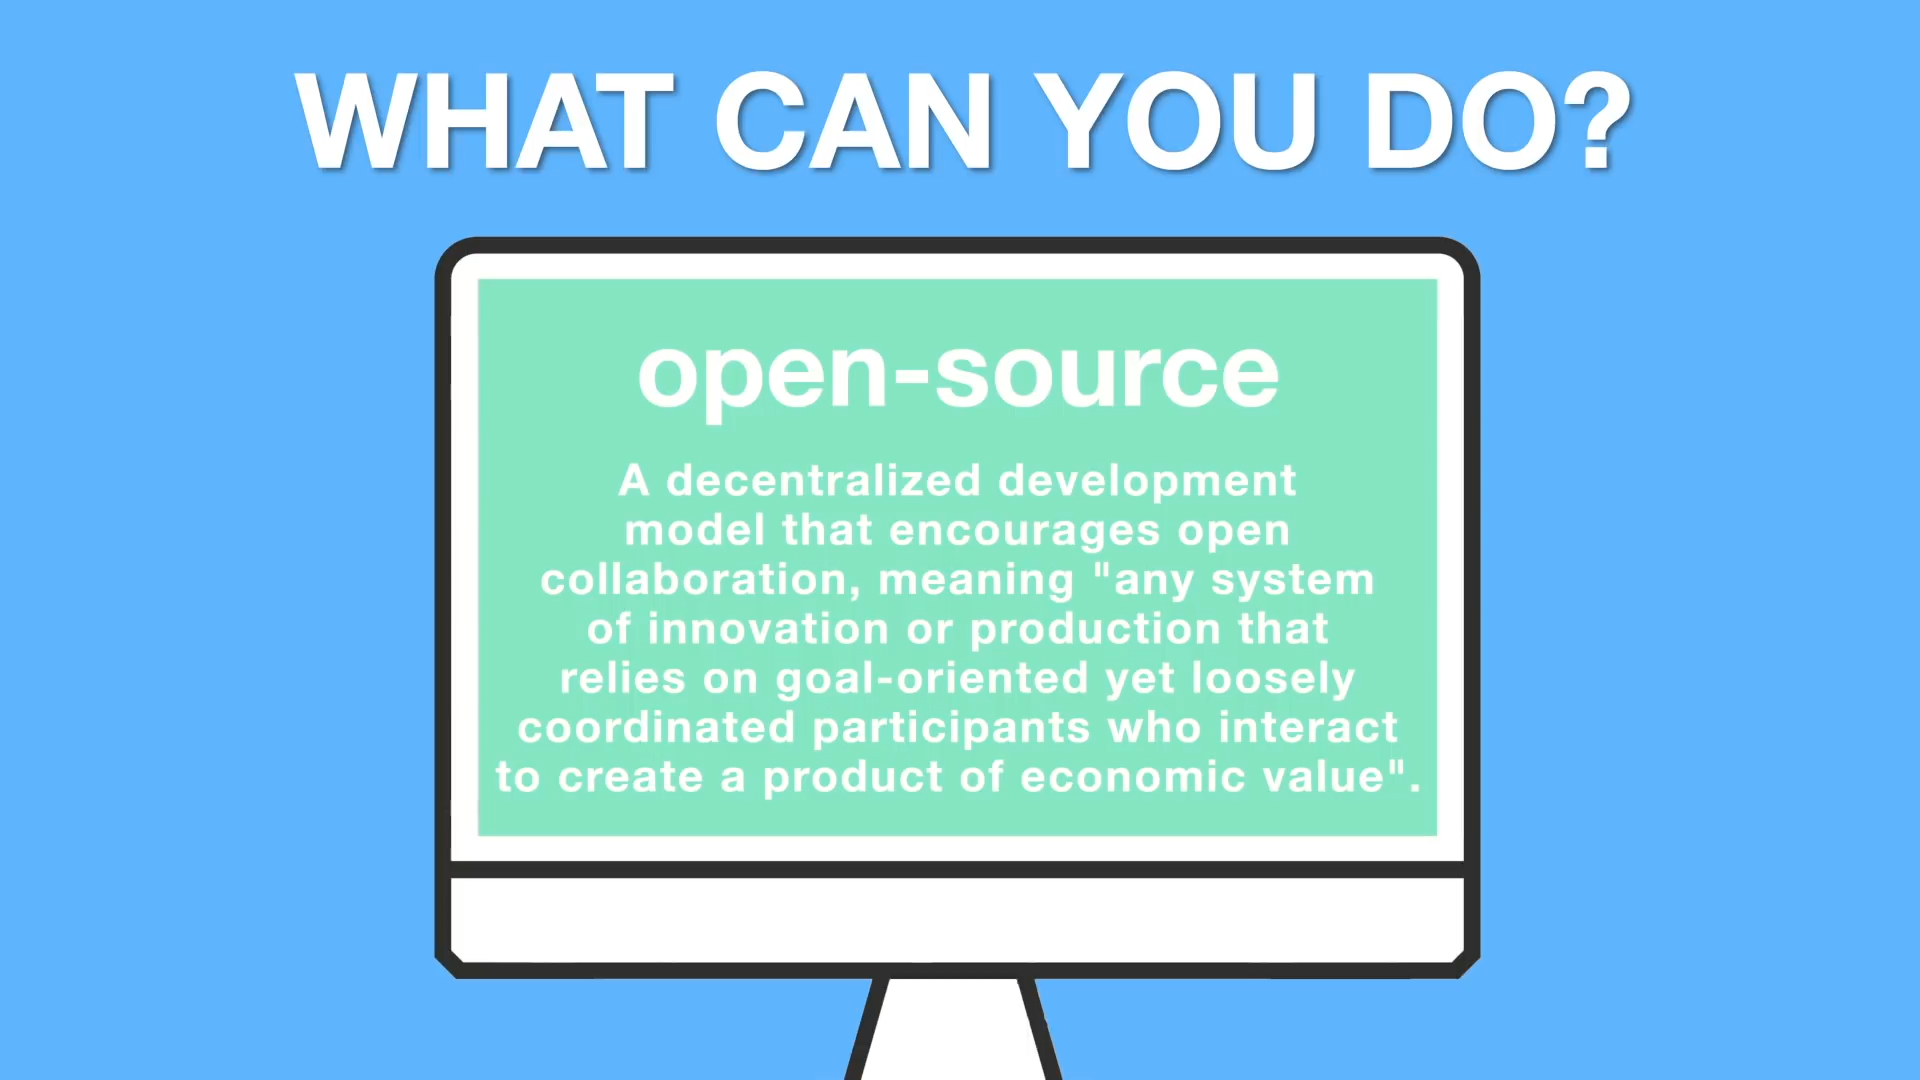 WHAT CAN YOU DO?
open-source
A decentralized development
model that encourages open
collaboration, meaning "any system
of innovation or production that
relies on goal-oriented yet loosely
coordinated participants who interact
to create a product of economic value".